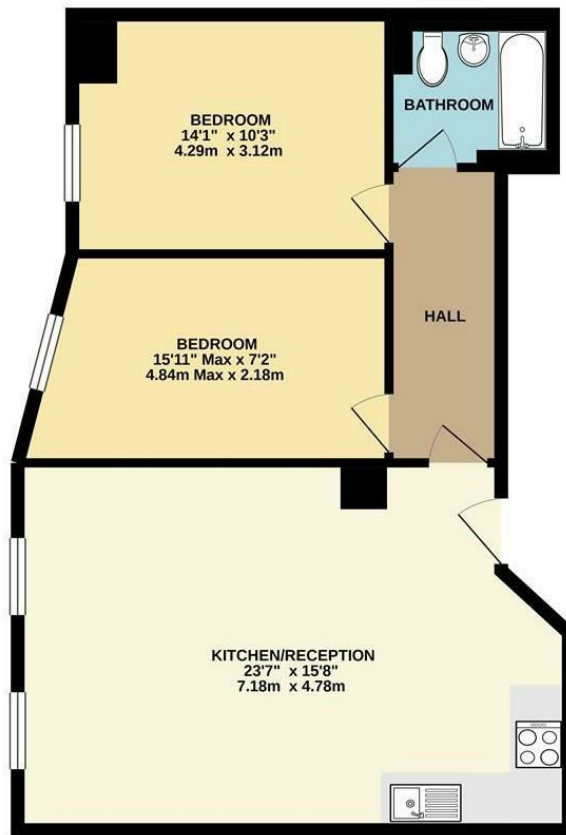 BATHROOM
BEDROOM
14'1" x 10'3"
4.29m x 3.12m
HALL
BEDROOM
15'11" Max x 7'2"
4.84m Max x 2.18m
KITCHEN/RECEPTION
23'7" x 15'8"
7.18m x 4.78m